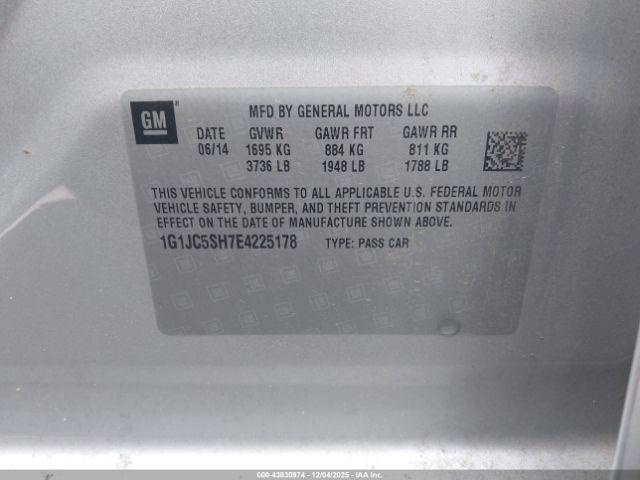 GM ® MFD BY GENERAL MOTORS LLC
DATE GVWR GAWR FRT GAWR RR
06/14 1695 KG 884 KG 811 KG
3736 LB 1948 LB 1788 LB
THIS VEHICLE CONFORMS TO ALL APPLICABLE U.S. FEDERAL MOTOR
VEHICLE SAFETY, BUMPER, AND THEFT PREVENTION STANDARDS IN
EFFECT ON THE DATE OF MANUFACTURE SHOWN ABOVE.
1G1JC5SH7E4225178 TYPE: PASS CAR
000-43830974 | 12/04/2025 - IAAI.COM